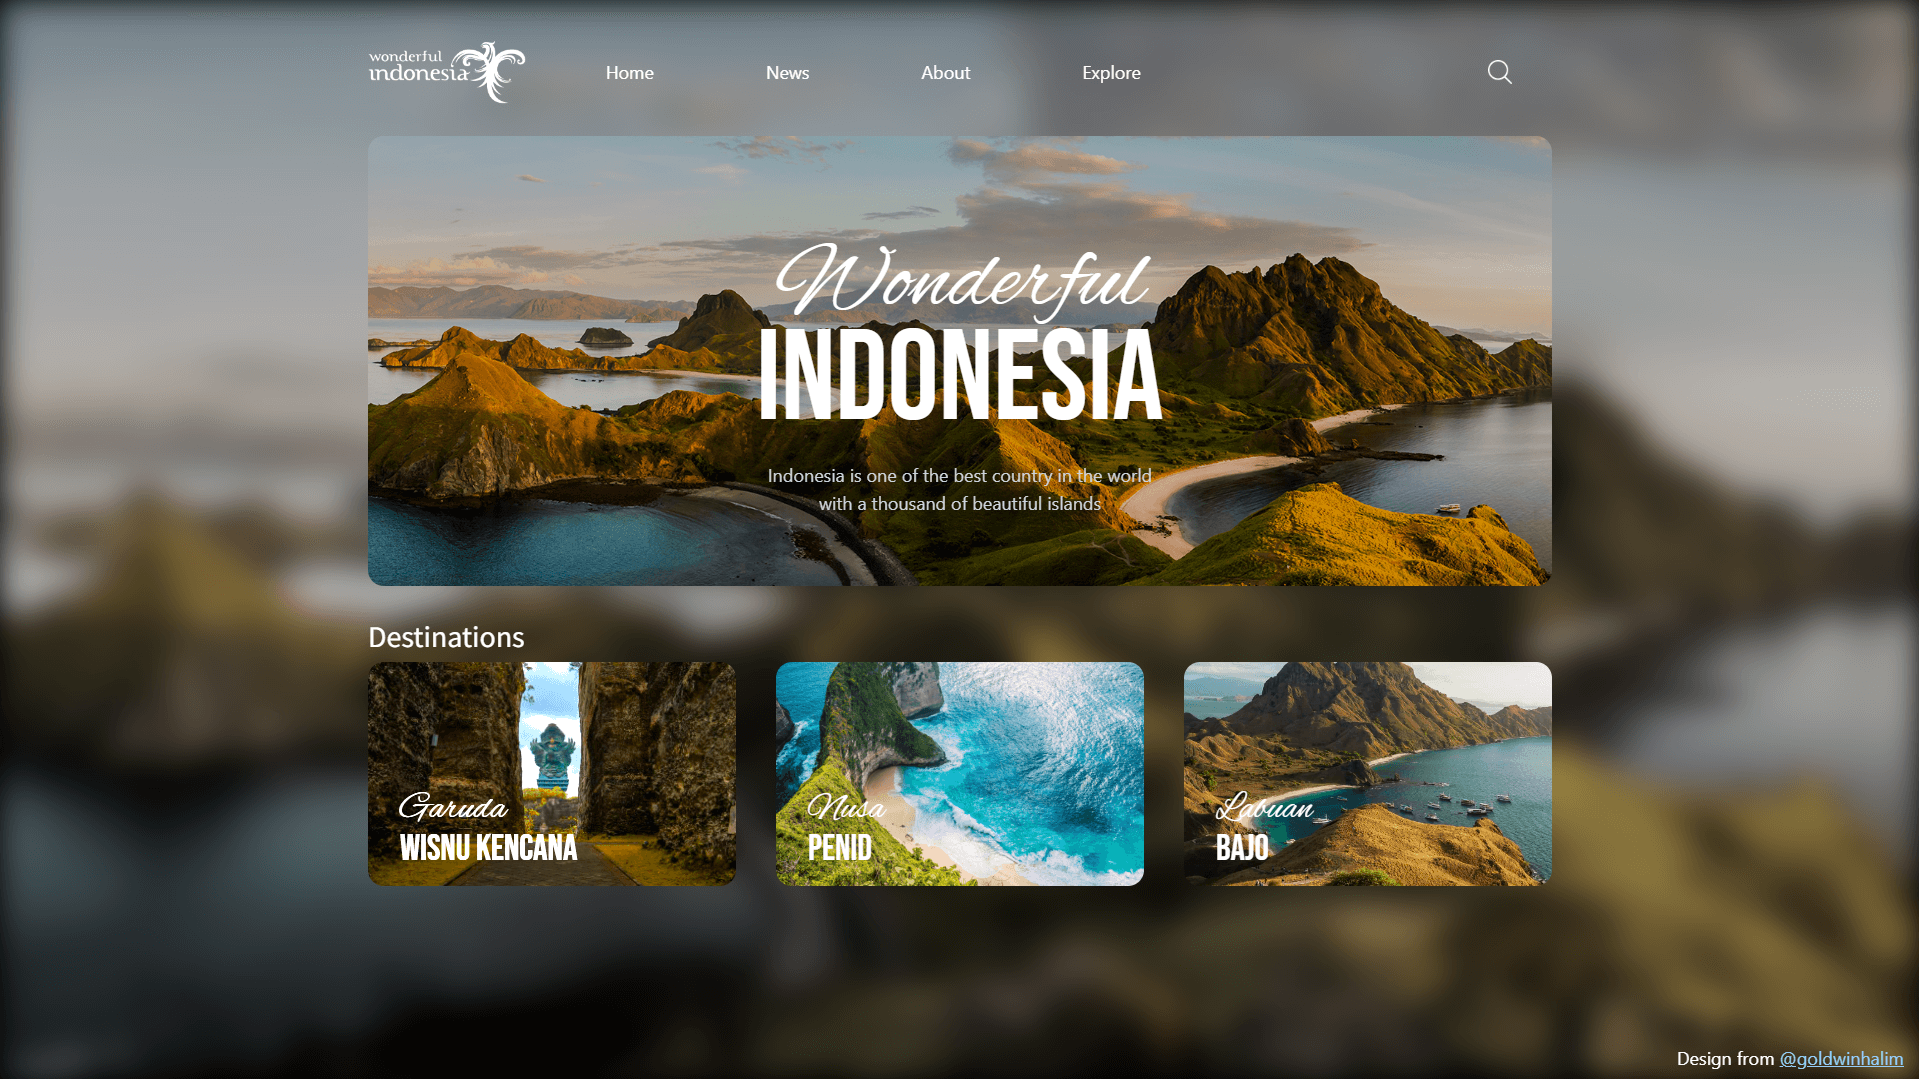 wonderful
indonesia
Home
News
About
Explore
Wonderful
INDONESIA
Indonesia is one of the best country in the world
with a thousand of beautiful islands
Destinations
Garuda
WISNU KENCANA
Nusa
PENID
Labuan
BAJO
Design from @goldwinhalim